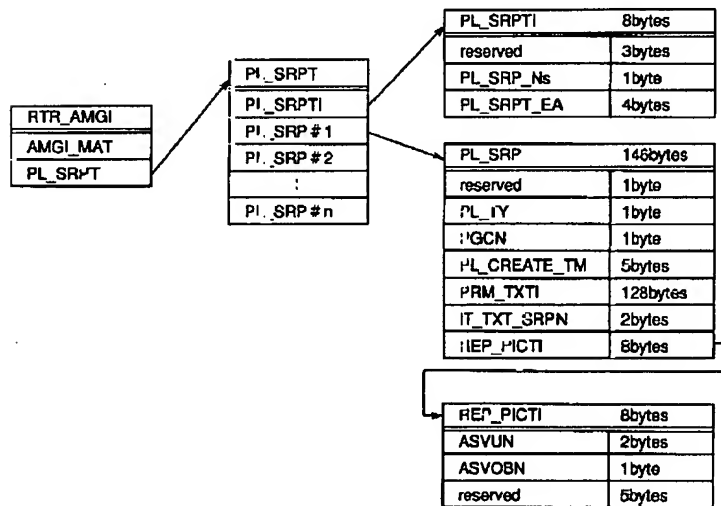 RTR_AMGI
AMGI_MAT
PL_SRPT
PL_SRPT
PL_SRPTI
PL_SRP #1
PL_SRP #2
:
PL_SRP #n
PL_SRPTI 8bytes
reserved 3bytes
PL_SRP_Ns 1byte
PL_SRPT_EA 4bytes
PL_SRP 146bytes
reserved 1byte
PL_TY 1byte
PGCN 1byte
PL_CREATE_TM 5bytes
PRM_TXTI 128bytes
IT_TXT_SRPN 2bytes
REP_PICTI 8bytes
REP_PICTI 8bytes
ASVUN 2bytes
ASVOBN 1byte
reserved 5bytes